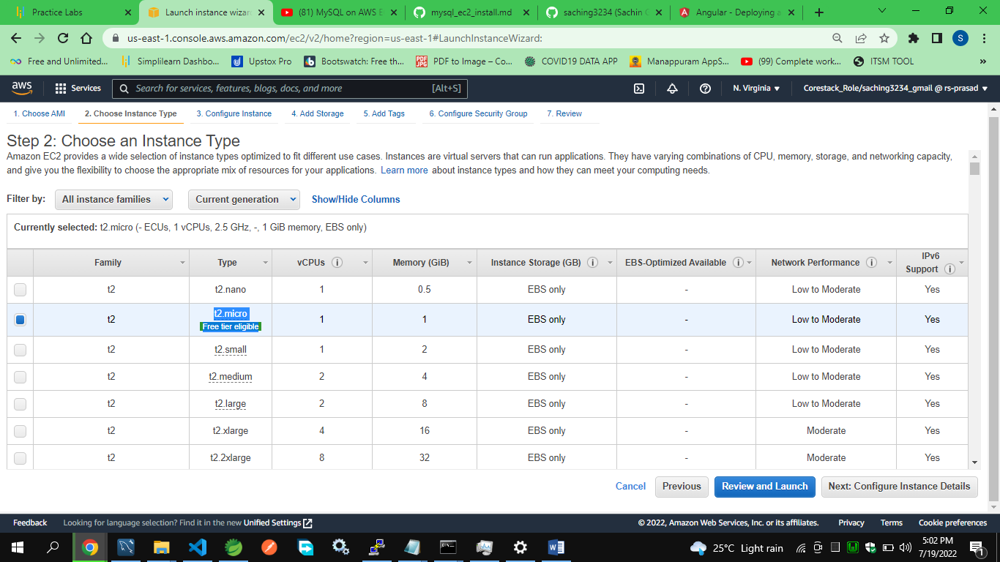 Practice Labs
Launch instance wizar
(81) MySQL on AWS E
mysql_ec2_install.md
saching3234 (Sachin G
Angular - Deploying a
us-east-1.console.aws.amazon.com/ec2/v2/home?region=us-east-1#LaunchInstanceWizard:
S
Free and Unlimited...
Simplilearn Dashbo...
Upstox Pro
Bootswatch: Free th...
PDF to Image – Co...
COVID19 DATA APP
Manappuram AppS...
(99) Complete work...
ITSM TOOL
»
aws
Services
Search for services, features, blogs, docs, and more
[Alt+S]
N. Virginia
Corestack_Role/saching3234_gmail @ rs-prasad
1. Choose AMI
2. Choose Instance Type
3. Configure Instance
4. Add Storage
5. Add Tags
6. Configure Security Group
7. Review
Step 2: Choose an Instance Type
Amazon EC2 provides a wide selection of instance types optimized to fit different use cases. Instances are virtual servers that can run applications. They have varying combinations of CPU, memory, storage, and networking capacity,
and give you the flexibility to choose the appropriate mix of resources for your applications. Learn more about instance types and how they can meet your computing needs.
Filter by:
All instance families
Current generation
Show/Hide Columns
Currently selected: t2.micro (- ECUs, 1 vCPUs, 2.5 GHz, -, 1 GiB memory, EBS only)
Family Type vCPUs Memory (GiB) Instance Storage (GB) EBS-Optimized Available Network Performance IPv6 Support
t2 t2.nano 1 0.5 EBS only - Low to Moderate Yes
t2 t2.micro 1 1 EBS only - Low to Moderate Yes
Free tier eligible
t2 t2.small 1 2 EBS only - Low to Moderate Yes
t2 t2.medium 2 4 EBS only - Low to Moderate Yes
t2 t2.large 2 8 EBS only - Low to Moderate Yes
t2 t2.xlarge 4 16 EBS only - Moderate Yes
t2 t2.2xlarge 8 32 EBS only - Moderate Yes
Cancel
Previous
Review and Launch
Next: Configure Instance Details
Feedback
Looking for language selection? Find it in the new Unified Settings
© 2022, Amazon Web Services, Inc. or its affiliates.
Privacy
Terms
Cookie preferences
25°C Light rain
5:02 PM
7/19/2022
1